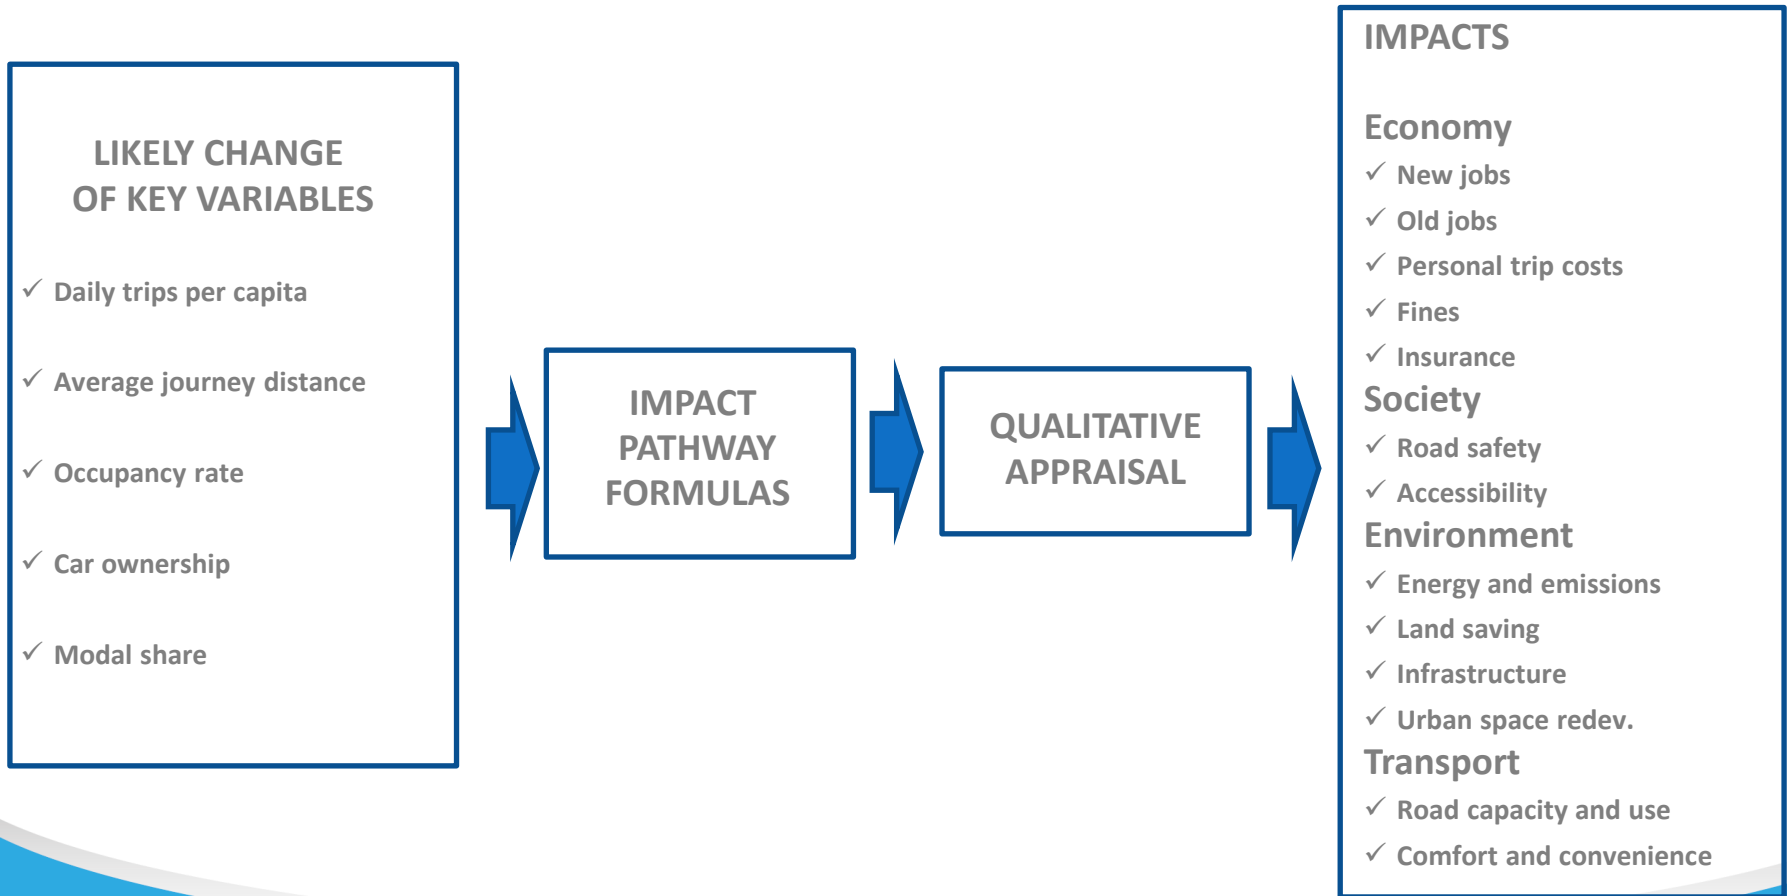 LIKELY CHANGE
OF KEY VARIABLES
✓ Daily trips per capita
✓ Average journey distance
✓ Occupancy rate
✓ Car ownership
✓ Modal share
IMPACT
PATHWAY
FORMULAS
QUALITATIVE
APPRAISAL
IMPACTS
Economy
✓ New jobs
✓ Old jobs
✓ Personal trip costs
✓ Fines
✓ Insurance
Society
✓ Road safety
✓ Accessibility
Environment
✓ Energy and emissions
✓ Land saving
✓ Infrastructure
✓ Urban space redev.
Transport
✓ Road capacity and use
✓ Comfort and convenience